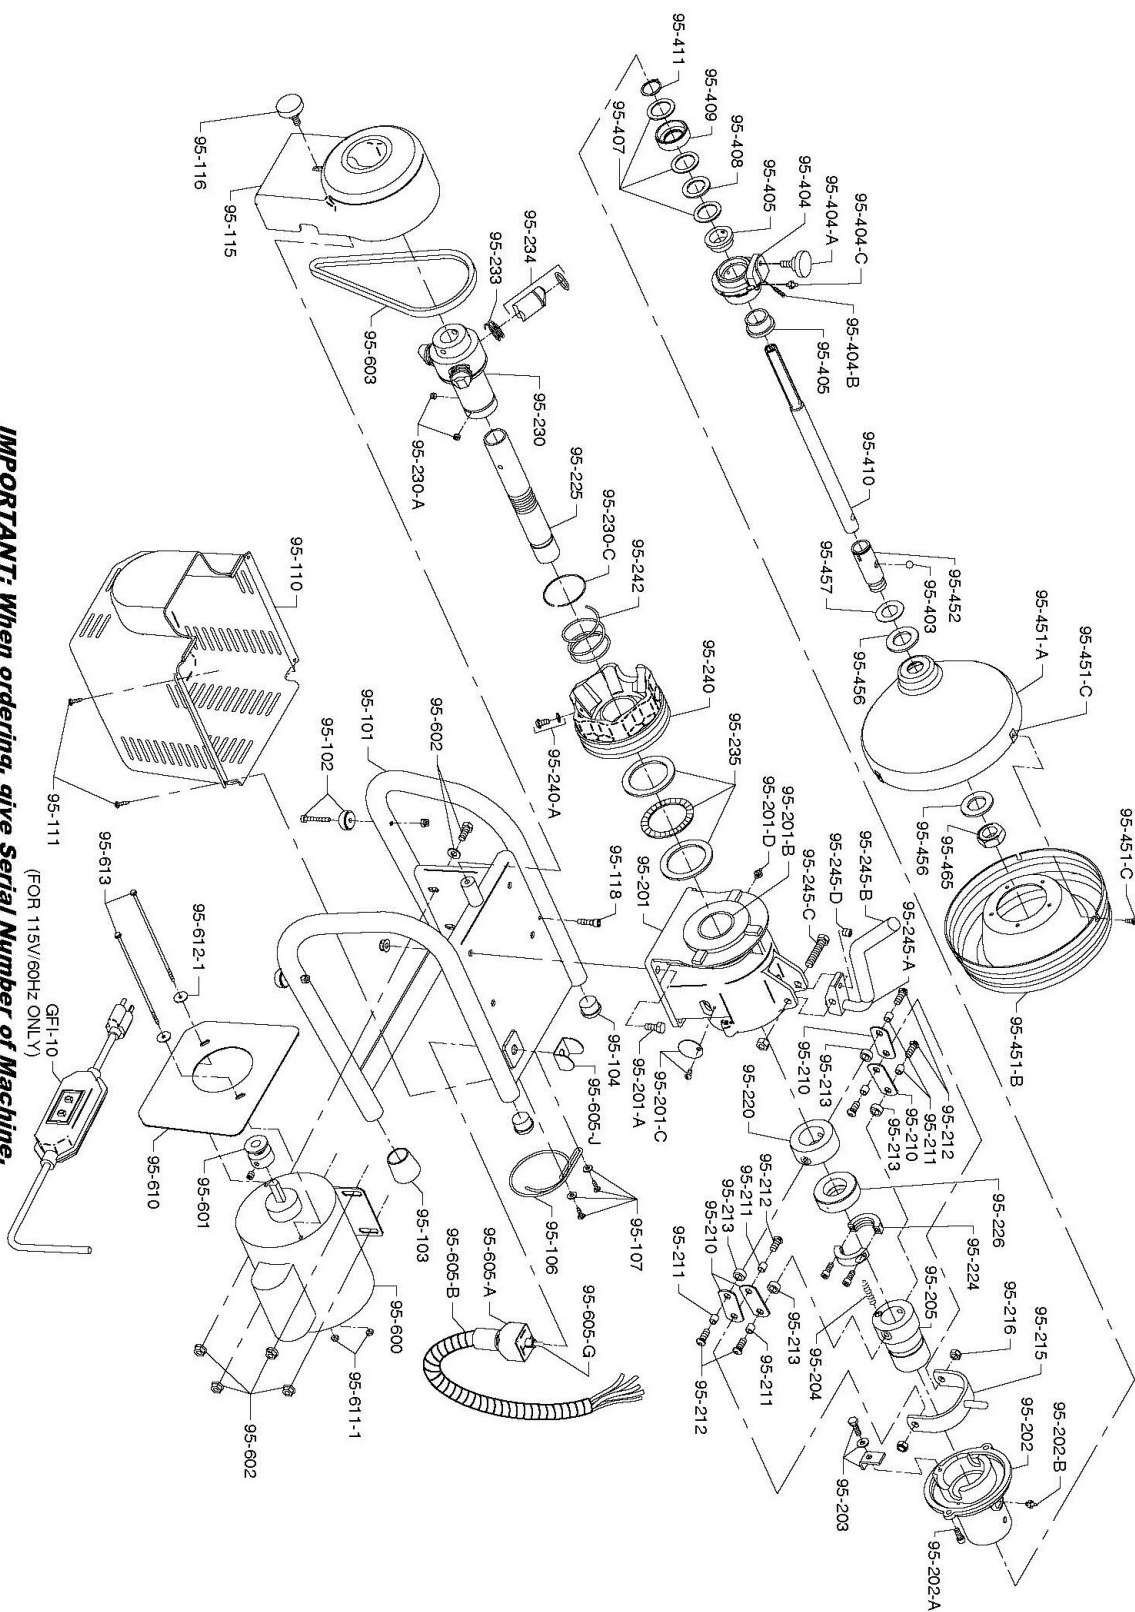 95-411
95-409
95-408
95-407
95-405
95-404
95-404-A
95-404-C
95-404-B
95-405
95-410
95-452
95-403
95-457
95-456
95-451-A
95-451-C
95-451-C
95-456
95-465
95-451-B
95-116
95-115
95-603
95-234
95-233
95-230
95-230-A
95-225
95-230-C
95-242
95-240
95-240-A
95-235
95-201-B
95-201-D
95-201
95-245-B
95-245-D
95-245-C
95-245-A
95-118
95-201-A
95-201-C
95-213
95-210
95-212
95-211
95-210
95-213
95-220
95-226
95-224
95-205
95-216
95-215
95-202
95-202-B
95-202-A
95-203
95-204
95-212
95-211
95-213
95-210
95-211
95-213
95-211
95-212
95-110
95-111
95-102
95-101
95-602
95-104
95-605-J
95-106
95-107
95-103
95-613
95-612-1
95-610
95-601
95-600
95-611-1
95-602
95-605-A
95-605-B
95-605-G
GFI-10
(FOR 115V/60Hz ONLY)
IMPORTANT: When ordering, give Serial Number of Machine.